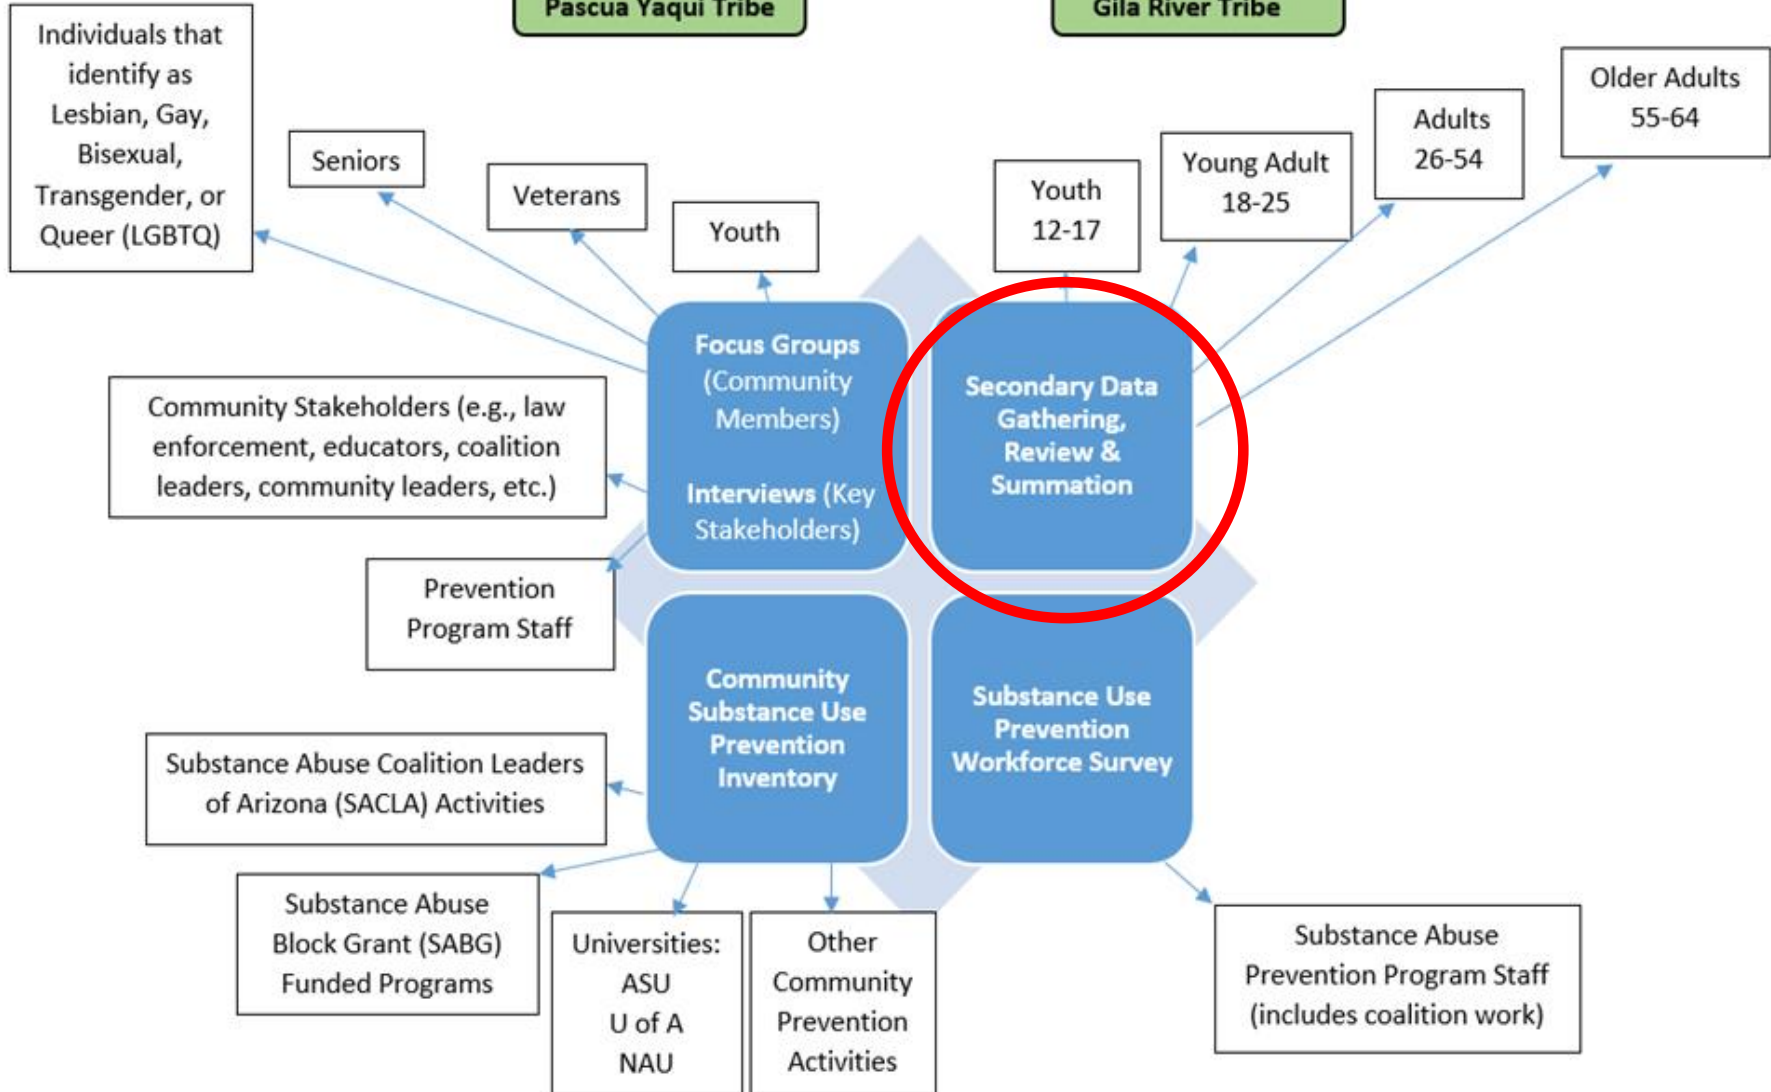 Pascua Yaqui Tribe
Gila River Tribe
Individuals that
identify as
Lesbian, Gay,
Bisexual,
Transgender, or
Queer (LGBTQ)
Seniors
Veterans
Youth
Youth
12-17
Young Adult
18-25
Adults
26-54
Older Adults
55-64
Focus Groups
(Community
Members)
Interviews (Key
Stakeholders)
Secondary Data
Gathering,
Review &
Summation
Community Stakeholders (e.g., law
enforcement, educators, coalition
leaders, community leaders, etc.)
Prevention
Program Staff
Community
Substance Use
Prevention
Inventory
Substance Use
Prevention
Workforce Survey
Substance Abuse Coalition Leaders
of Arizona (SACLA) Activities
Substance Abuse
Block Grant (SABG)
Funded Programs
Universities:
ASU
U of A
NAU
Other
Community
Prevention
Activities
Substance Abuse
Prevention Program Staff
(includes coalition work)